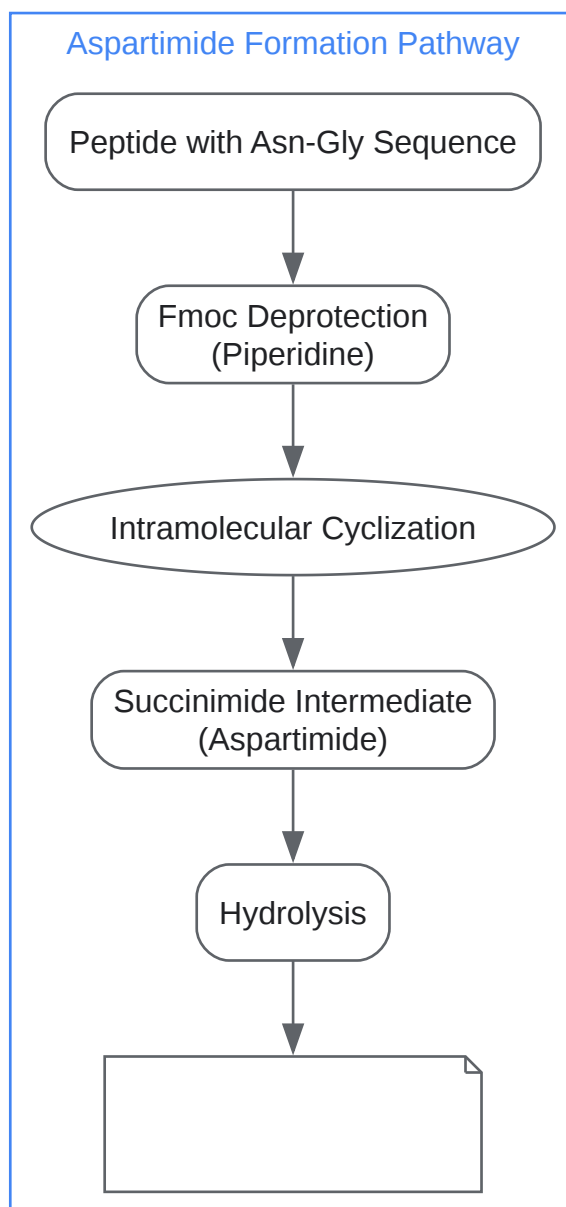 Aspartimide Formation Pathway
Peptide with Asn-Gly Sequence
Fmoc Deprotection
(Piperidine)
Intramolecular Cyclization
Succinimide Intermediate
(Aspartimide)
Hydrolysis